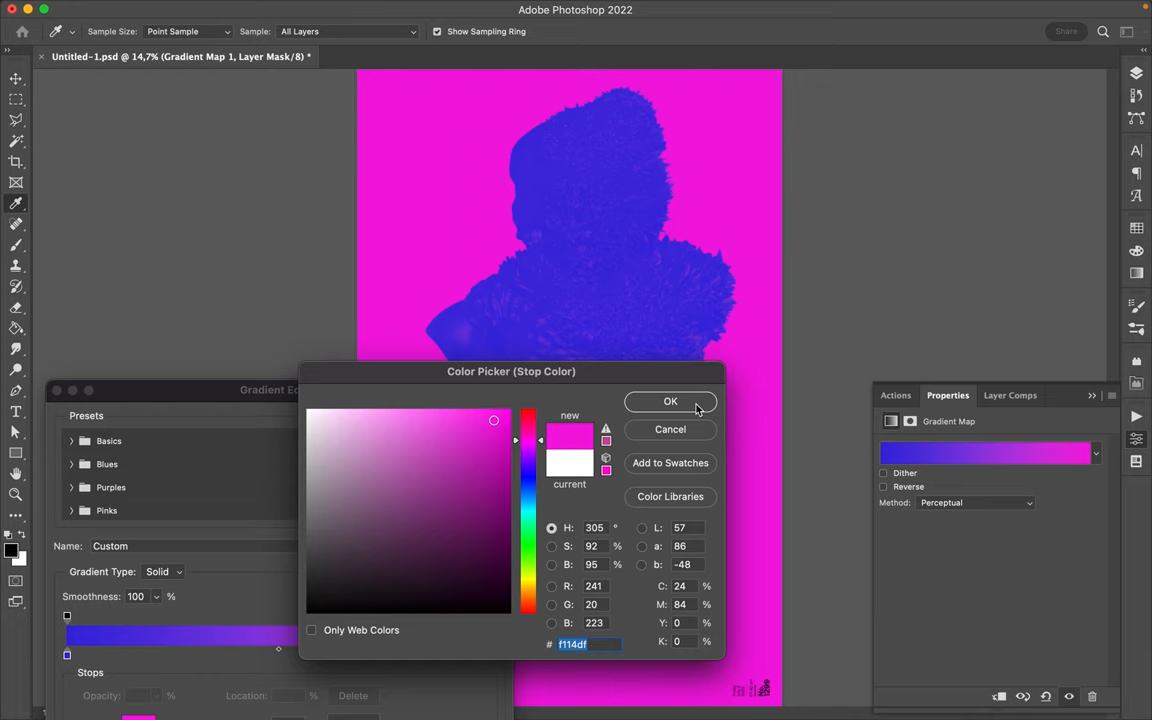 Adobe Photoshop 2022
Sample Size: Point Sample Sample: All Layers Show Sampling Ring Share
Untitled-1.psd @ 14,7% (Gradient Map 1, Layer Mask/8) *
Color Picker (Stop Color)
Gradient Ed
Presets
Basics
Blues
Purples
Pinks
Name: Custom
Gradient Type: Solid
Smoothness: 100 %
Stops
Opacity: % Location: % Delete
new
current
OK
Cancel
Add to Swatches
Color Libraries
H: 305 ° L: 57
S: 92 % a: 86
B: 95 % b: -48
R: 241 C: 24 %
G: 20 M: 84 %
B: 223 Y: 0 %
# f114df K: 0 %
Only Web Colors
Actions Properties Layer Comps
Gradient Map
Dither
Reverse
Method: Perceptual
No.
1299